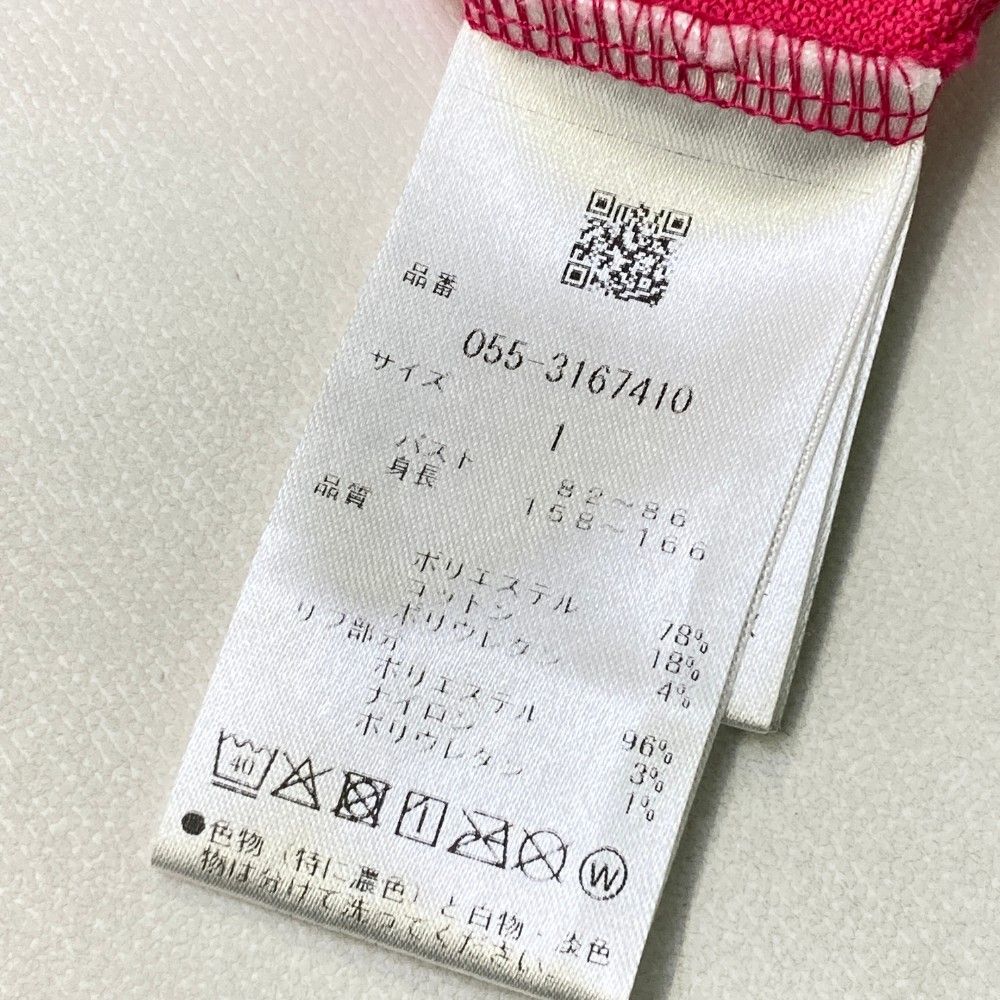 品番
055-3167410
サイズ
1
バスト 82～86
身長 158～166
品質
ポリエステル 78%
コットン 18%
ポリウレタン 4%
リブ部分
ポリエステル 96%
ナイロン 3%
ポリウレタン 1%
40 1 W
●色物(特に濃色)と白物・淡色
物は分けて洗ってください